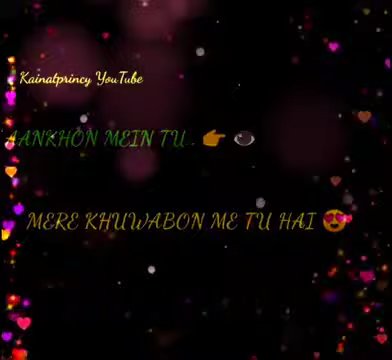 Kainatprincy YouTube
AANKHON MEIN TU.. 👉 👁
MERE KHUWABON ME TU HAI 😍